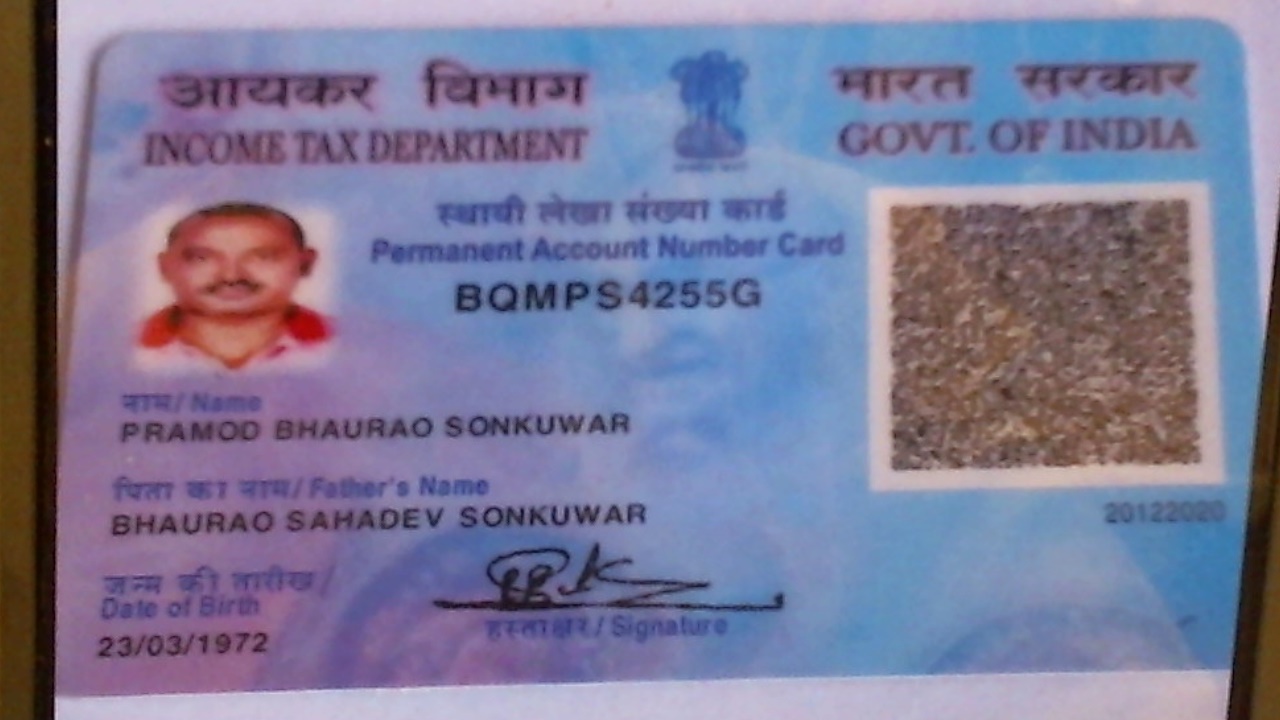 आयकर विभाग
INCOME TAX DEPARTMENT
भारत सरकार
GOVT. OF INDIA
स्थायी लेखा संख्या कार्ड
Permanent Account Number Card
BQMPS4255G
नाम / Name
PRAMOD BHAURAO SONKUWAR
पिता का नाम / Father's Name
BHAURAO SAHADEV SONKUWAR
20122020
जन्म की तारीख /
Date of Birth
23/03/1972
हस्ताक्षर / Signature